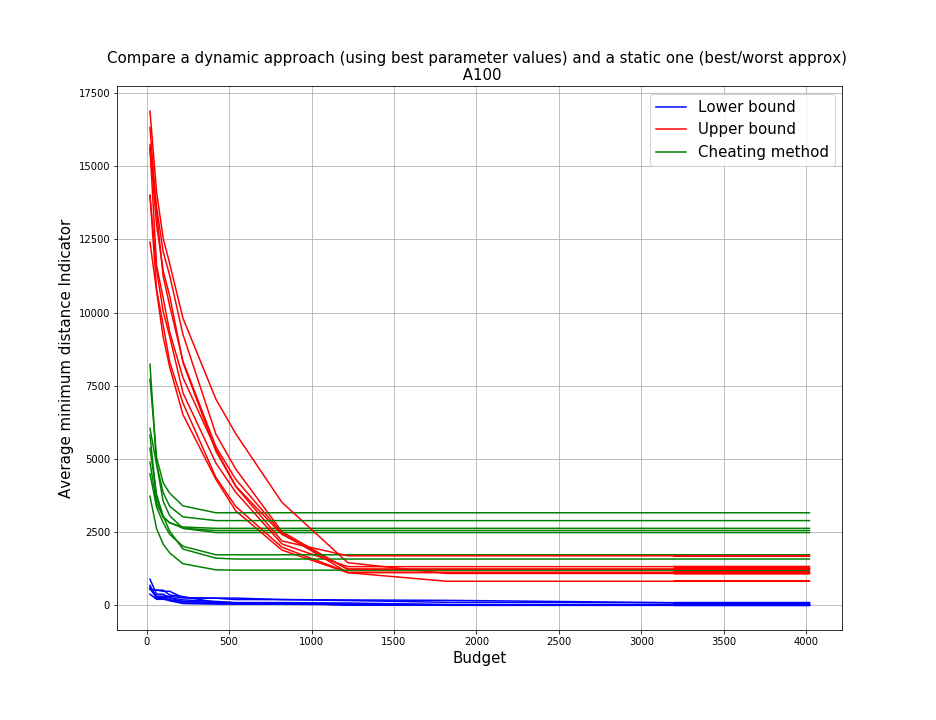 Compare a dynamic approach (using best parameter values) and a static one (best/worst approx)
A100
Lower bound
Upper bound
Cheating method
Average minimum distance Indicator
17500
15000
12500
10000
7500
5000
2500
0
0
500
1000
1500
2000
2500
3000
3500
4000
Budget